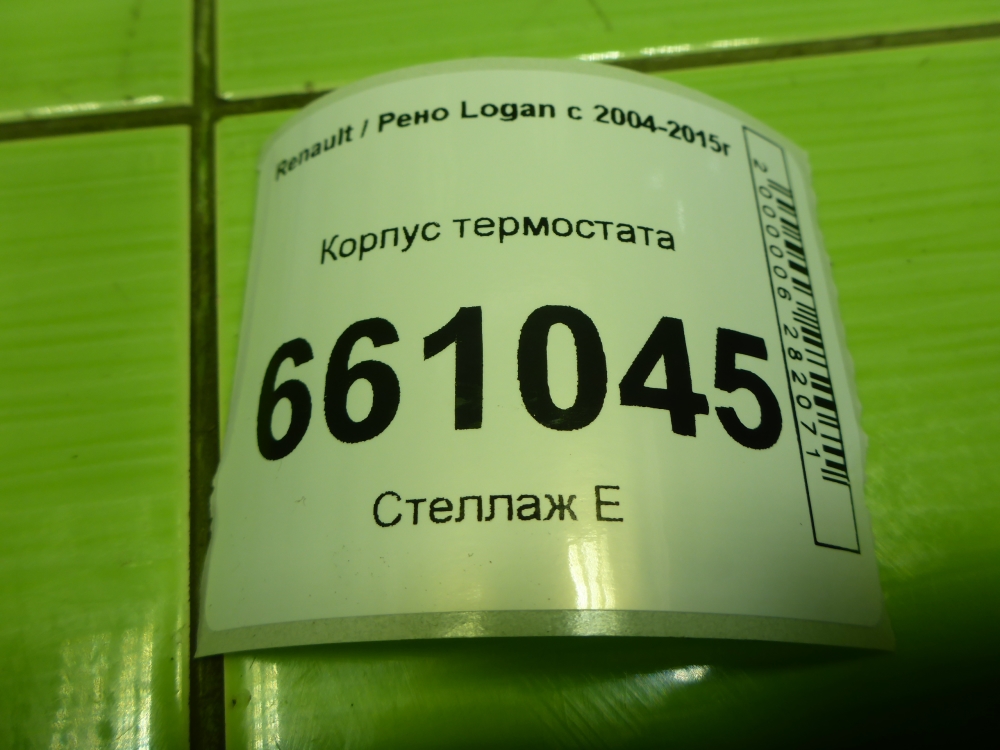 Renault / Рено Logan с 2004-2015г
Корпус термостата
661045
Стеллаж Е
2000006282071